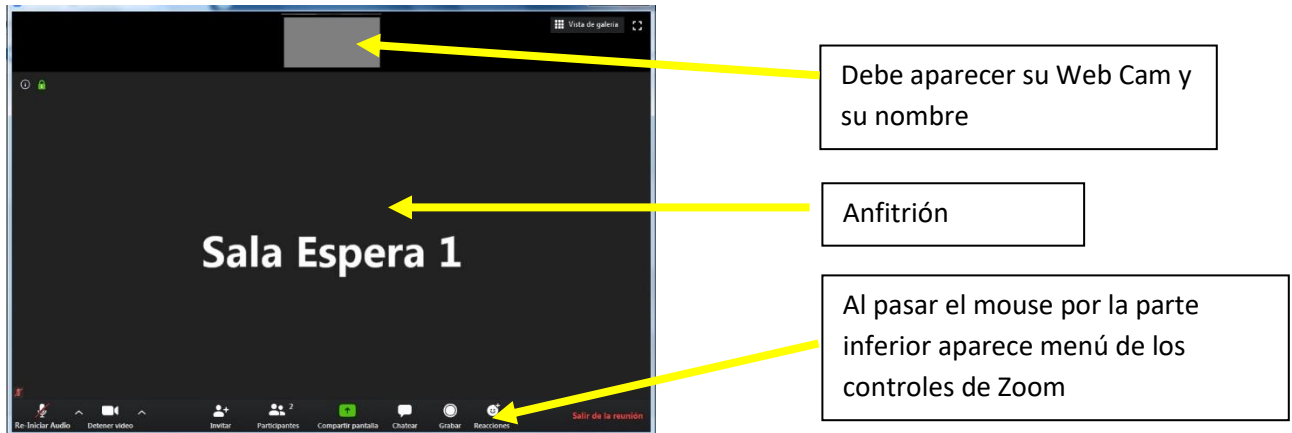 Vista de galería
Debe aparecer su Web Cam y
su nombre
Anfitrión
Sala Espera 1
Al pasar el mouse por la parte
inferior aparece menú de los
controles de Zoom
2
Re-Iniciar Audio Detener video Invitar Participantes Compartir pantalla Chatear Grabar Reacciones Salir de la reunión